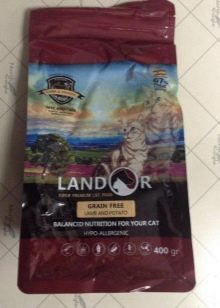 LANDOR
SUPER PREMIUM CAT FOOD
GRAIN FREE
LAMB AND POTATO
BALANCED NUTRITION FOR YOUR CAT
HYPO-ALLERGENIC
400 gr